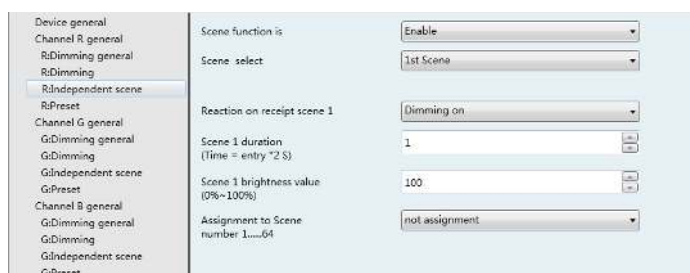 Device general
Channel R general
R:Dimming general
R:Dimming
R:Independent scene
R:Preset
Channel G general
G:Dimming general
G:Dimming
G:Independent scene
G:Preset
Channel B general
G:Dimming general
G:Dimming
G:Independent scene
G:Preset
Scene function is
Enable
Scene select
1st Scene
Reaction on receipt scene 1
Dimming on
Scene 1 duration
(Time = entry *2 S)
1
Scene 1 brightness value
(0%~100%)
100
Assignment to Scene
number 1.....64
not assignment